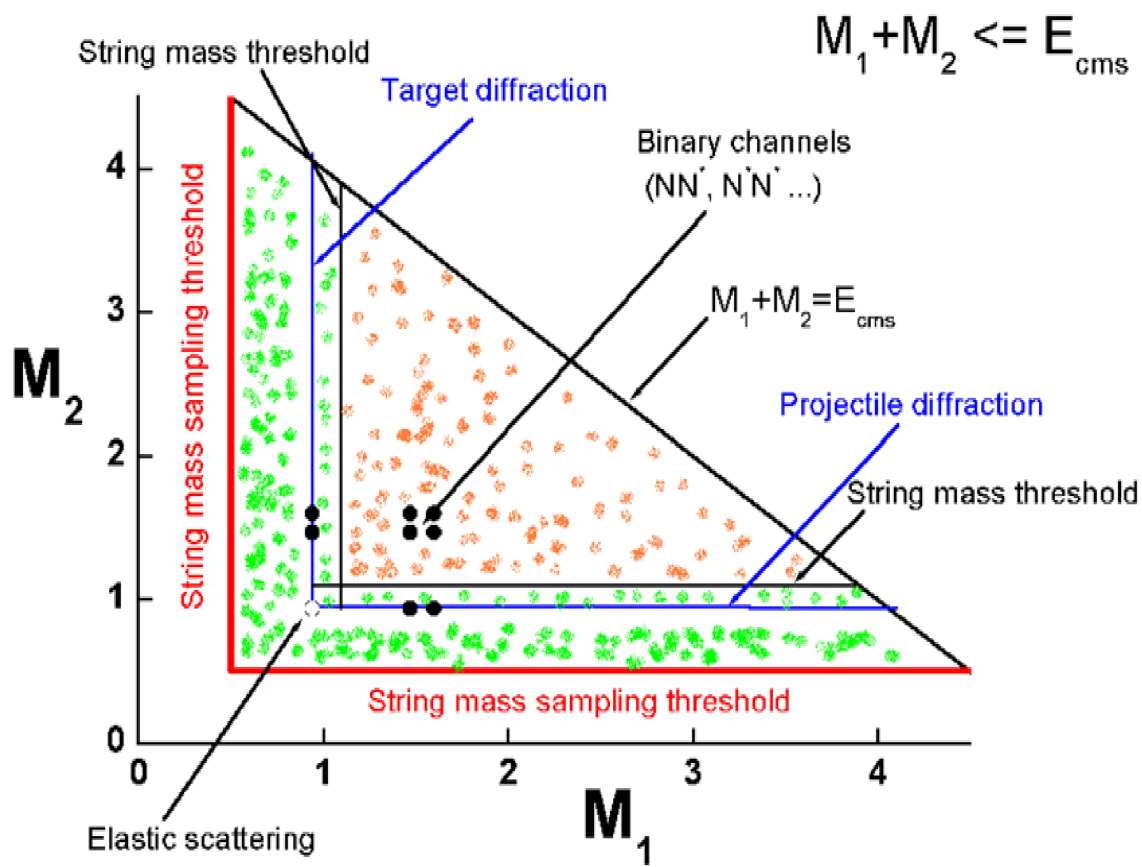 M₁+M₂ <= E_cms
String mass threshold
Target diffraction
Binary channels
(NN*, N*N* ...)
M₁+M₂=E_cms
Projectile diffraction
String mass threshold
String mass sampling threshold
M₂
4
3
2
1
0
String mass sampling threshold
0 1 2 3 4
M₁
Elastic scattering